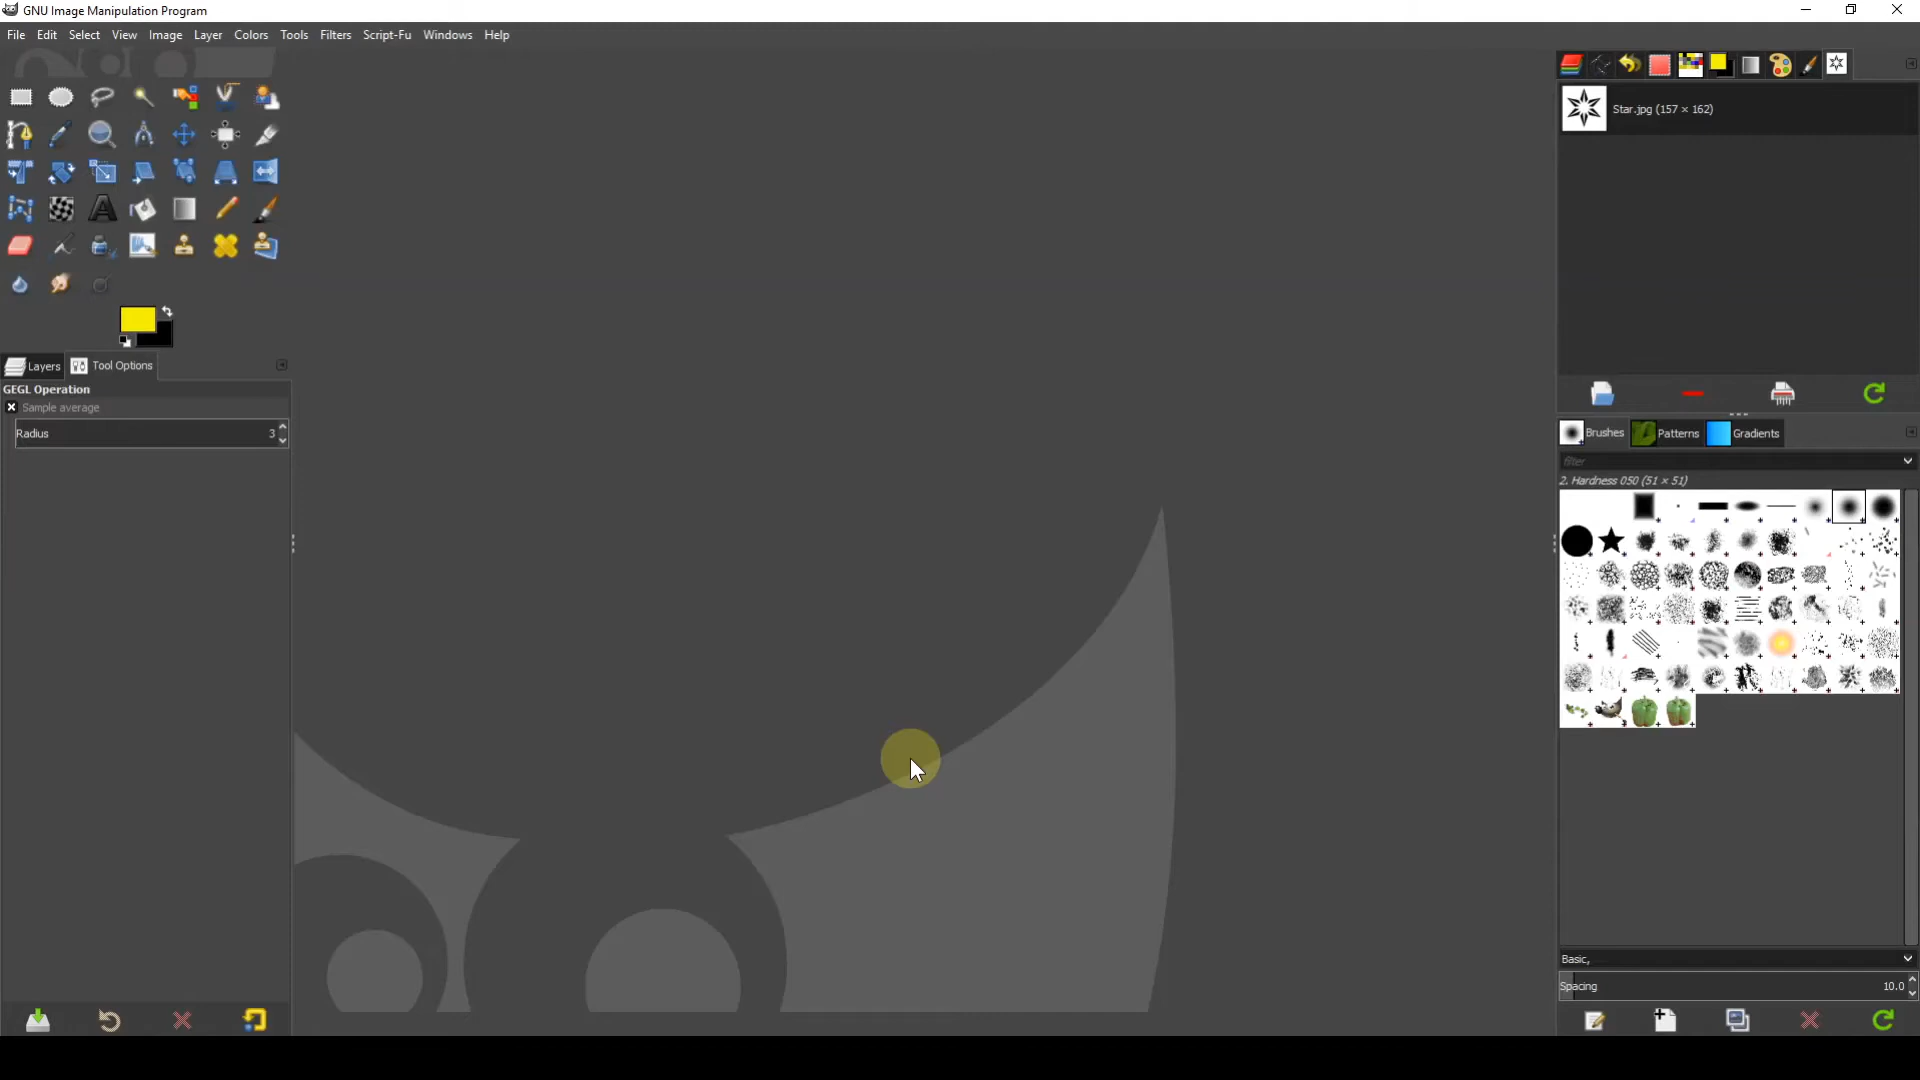 GNU Image Manipulation Program
File Edit Select View Image Layer Colors Tools Filters Script-Fu Windows Help
Star.jpg (157 × 162)
Layers Tool Options
GEGL Operation
Sample average
Radius 3
Brushes Patterns Gradients
filter
2. Hardness 050 (51 × 51)
Basic,
Spacing 10.0